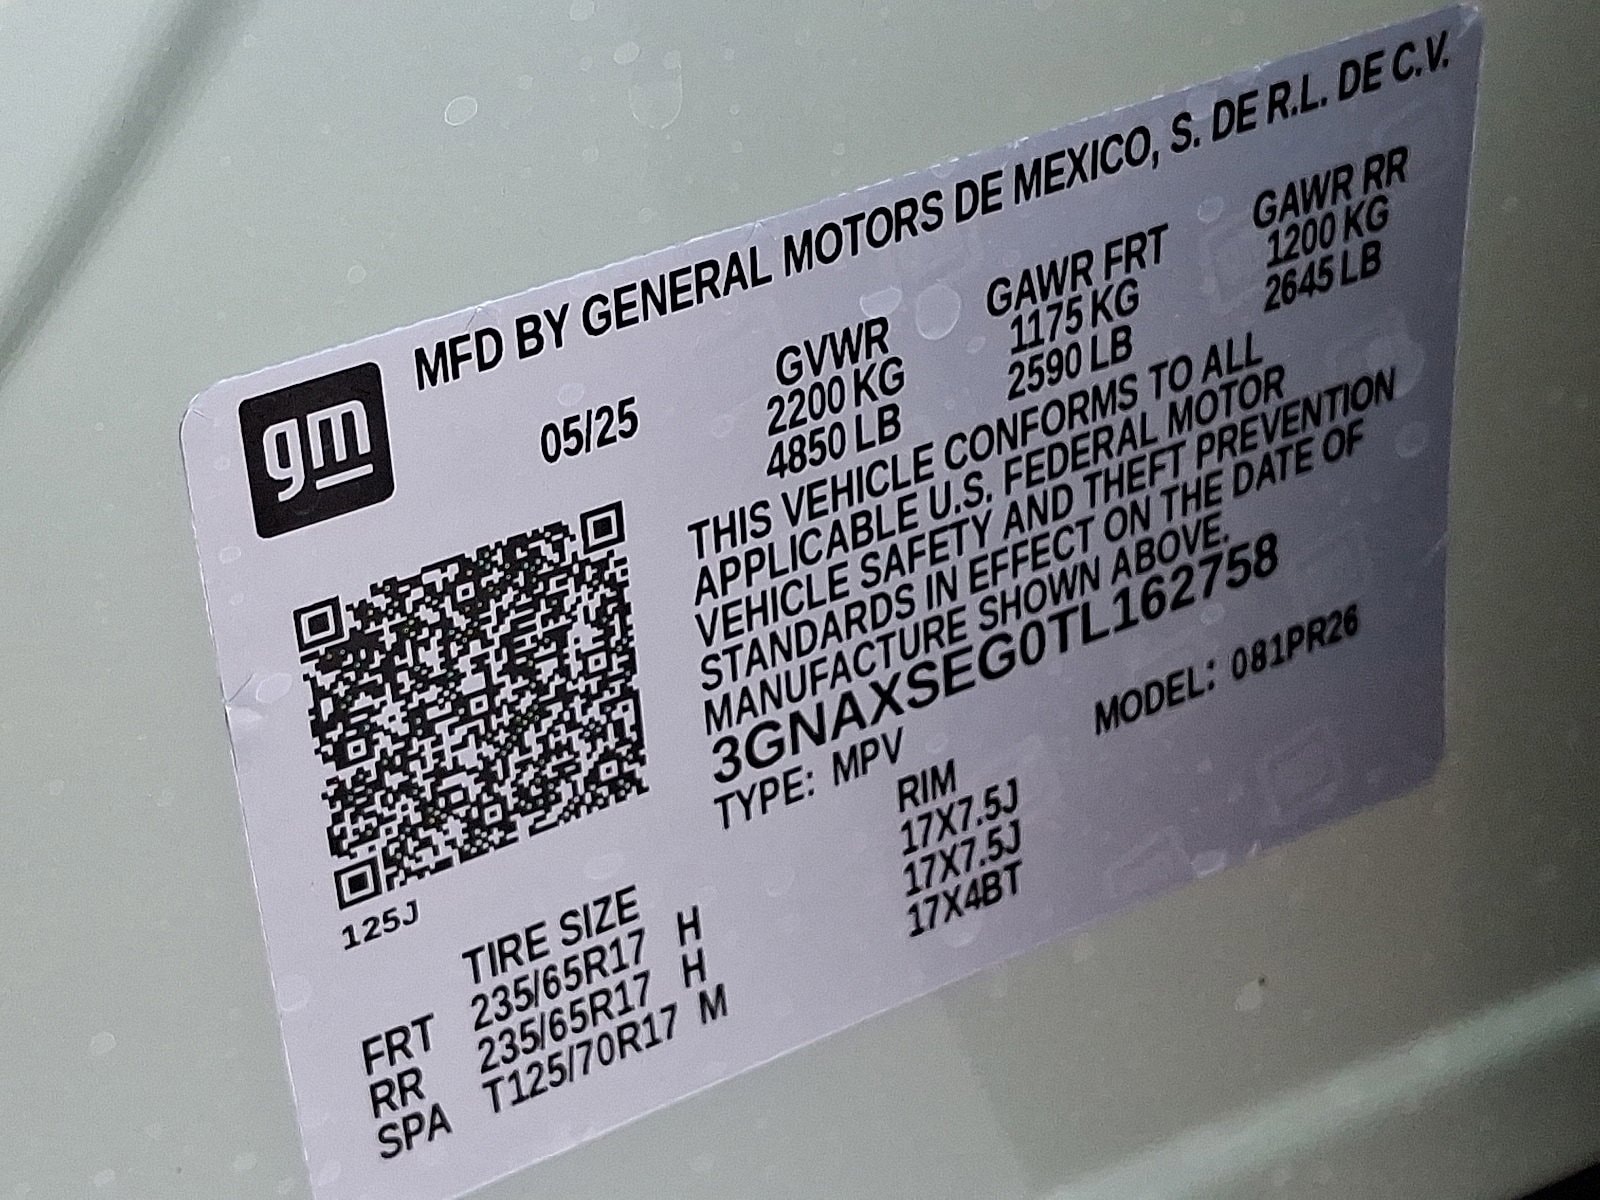 gm
MFD BY GENERAL MOTORS DE MEXICO, S. DE R.L. DE C.V.
05/25
GVWR GAWR FRT GAWR RR
2200 KG 1175 KG 1200 KG
4850 LB 2590 LB 2645 LB
THIS VEHICLE CONFORMS TO ALL
APPLICABLE U.S. FEDERAL MOTOR
VEHICLE SAFETY AND THEFT PREVENTION
STANDARDS IN EFFECT ON THE DATE OF
MANUFACTURE SHOWN ABOVE.
3GNAXSEG0TL162758
TYPE: MPV MODEL: 081PR26
125J
TIRE SIZE RIM
FRT 235/65R17 H 17X7.5J
RR 235/65R17 H 17X7.5J
SPA T125/70R17 M 17X4BT